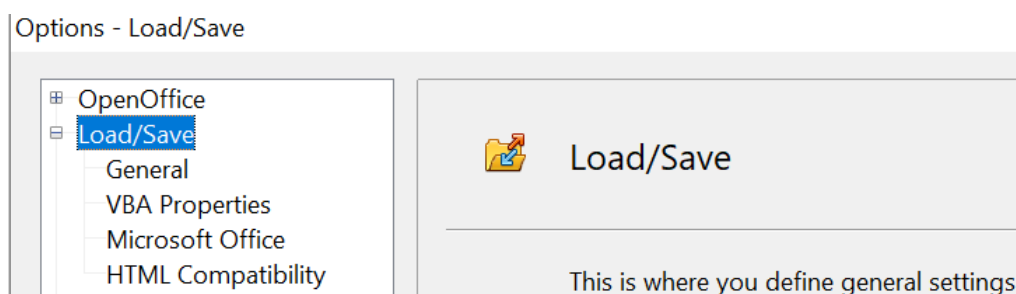 Options - Load/Save
OpenOffice
Load/Save
General
VBA Properties
Microsoft Office
HTML Compatibility
Load/Save
This is where you define general settings